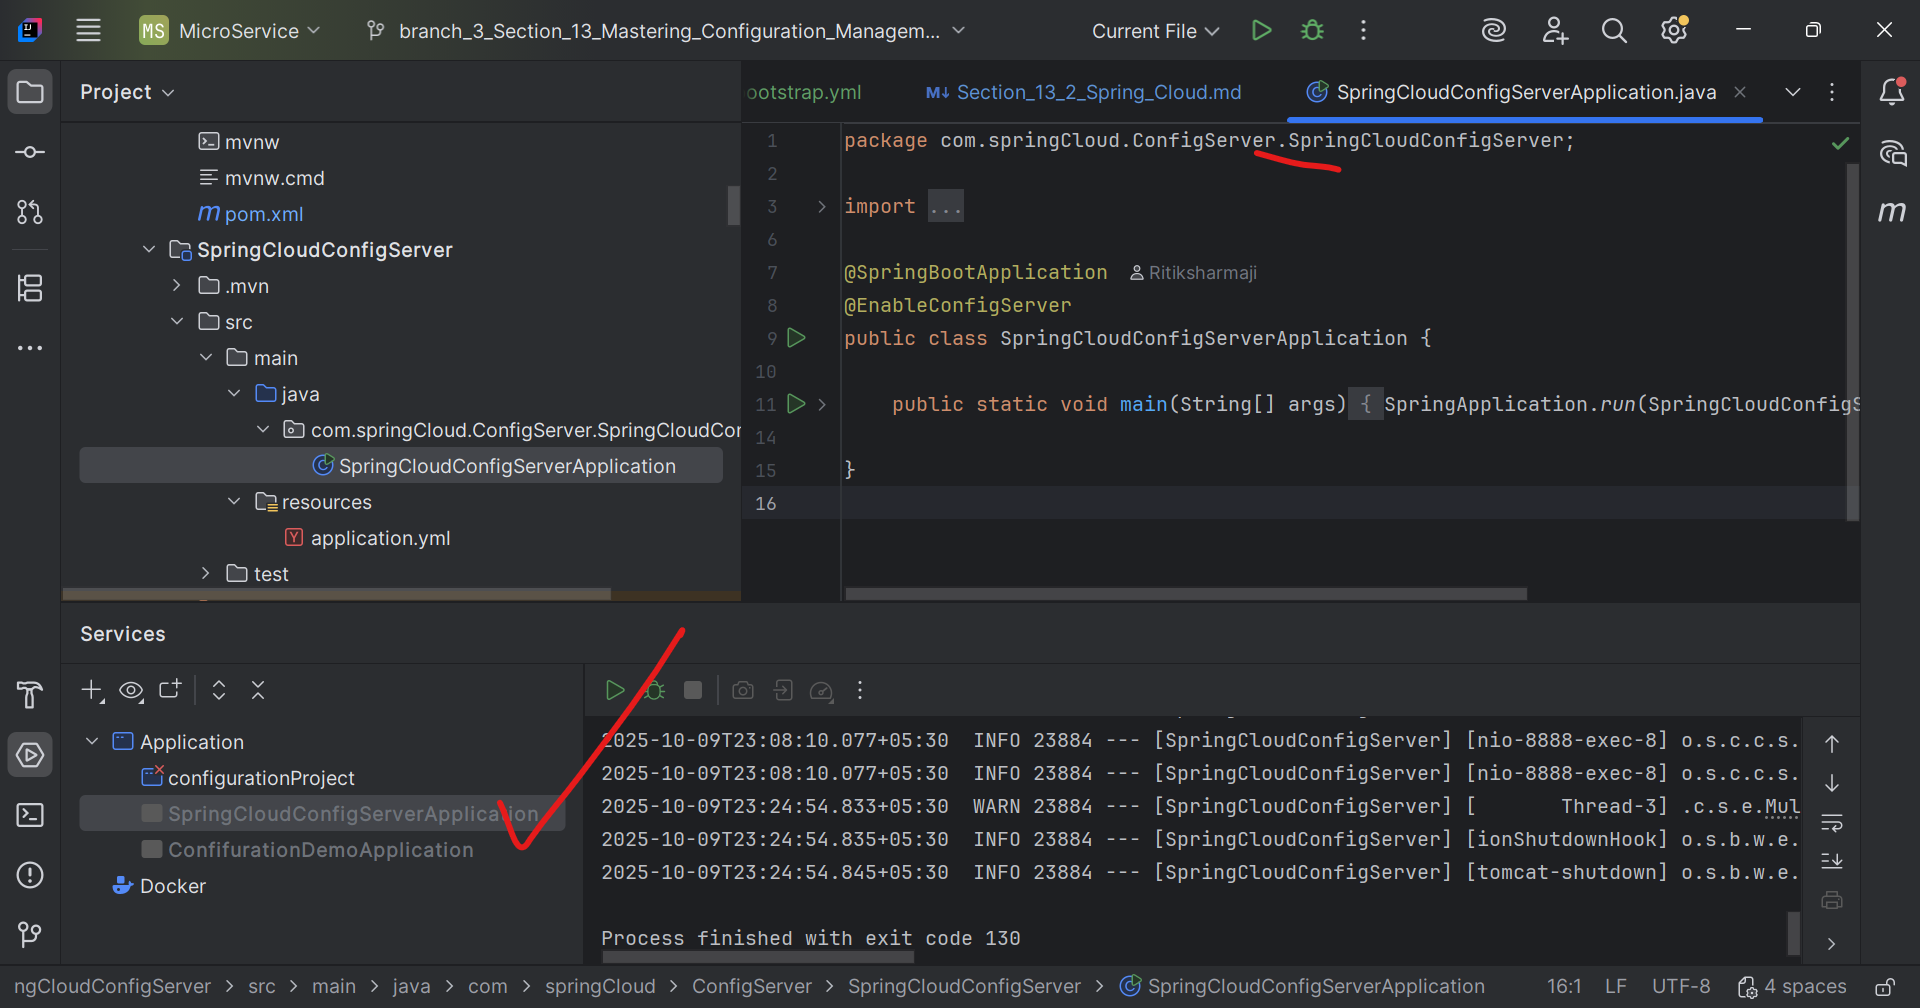 MS MicroService branch_3_Section_13_Mastering_Configuration_Managem... Current File
Project
ootstrap.yml M↓ Section_13_2_Spring_Cloud.md SpringCloudConfigServerApplication.java
mvnw
mvnw.cmd
m pom.xml
SpringCloudConfigServer
.mvn
src
main
java
com.springCloud.ConfigServer.SpringCloudCon
SpringCloudConfigServerApplication
resources
Y application.yml
test
1 package com.springCloud.ConfigServer.SpringCloudConfigServer;
2
3 import ...
6
7 @SpringBootApplication Ritiksharmaji
8 @EnableConfigServer
9 public class SpringCloudConfigServerApplication {
10
11 public static void main(String[] args) { SpringApplication.run(SpringCloudConfigS
14
15 }
16
m
Services
Application
configurationProject
SpringCloudConfigServerApplication
ConfifurationDemoApplication
Docker
2025-10-09T23:08:10.077+05:30 INFO 23884 --- [SpringCloudConfigServer] [nio-8888-exec-8] o.s.c.c.s.
2025-10-09T23:08:10.077+05:30 INFO 23884 --- [SpringCloudConfigServer] [nio-8888-exec-8] o.s.c.c.s.
2025-10-09T23:24:54.833+05:30 WARN 23884 --- [SpringCloudConfigServer] [ Thread-3] .c.s.e.Mul
2025-10-09T23:24:54.835+05:30 INFO 23884 --- [SpringCloudConfigServer] [ionShutdownHook] o.s.b.w.e.
2025-10-09T23:24:54.845+05:30 INFO 23884 --- [SpringCloudConfigServer] [tomcat-shutdown] o.s.b.w.e.
Process finished with exit code 130
ngCloudConfigServer > src > main > java > com > springCloud > ConfigServer > SpringCloudConfigServer > SpringCloudConfigServerApplication 16:1 LF UTF-8 4 spaces